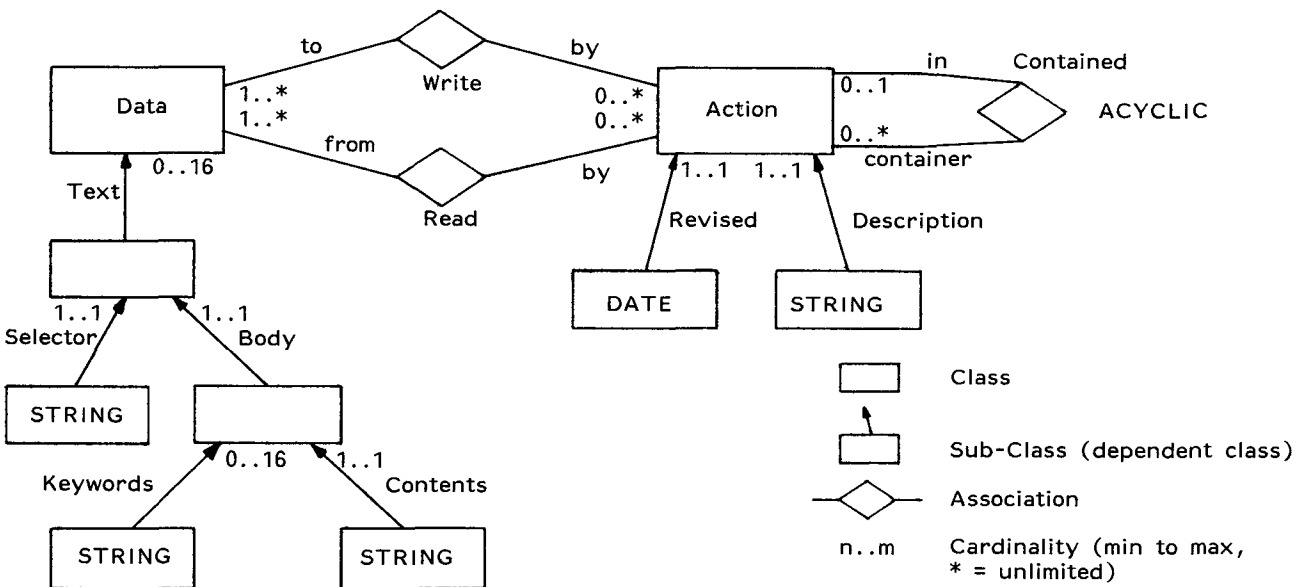 to
by
Write
Data
1..*
1..*
0..*
0..*
Action
in
Contained
0..1
ACYCLIC
0..*
container
from
by
Read
0..16
Text
1..1
1..1
Revised
Description
DATE
STRING
1..1
1..1
Selector
Body
STRING
Class
0..16
1..1
Sub-Class (dependent class)
Keywords
Contents
Association
STRING
STRING
n..m
Cardinality (min to max,
* = unlimited)